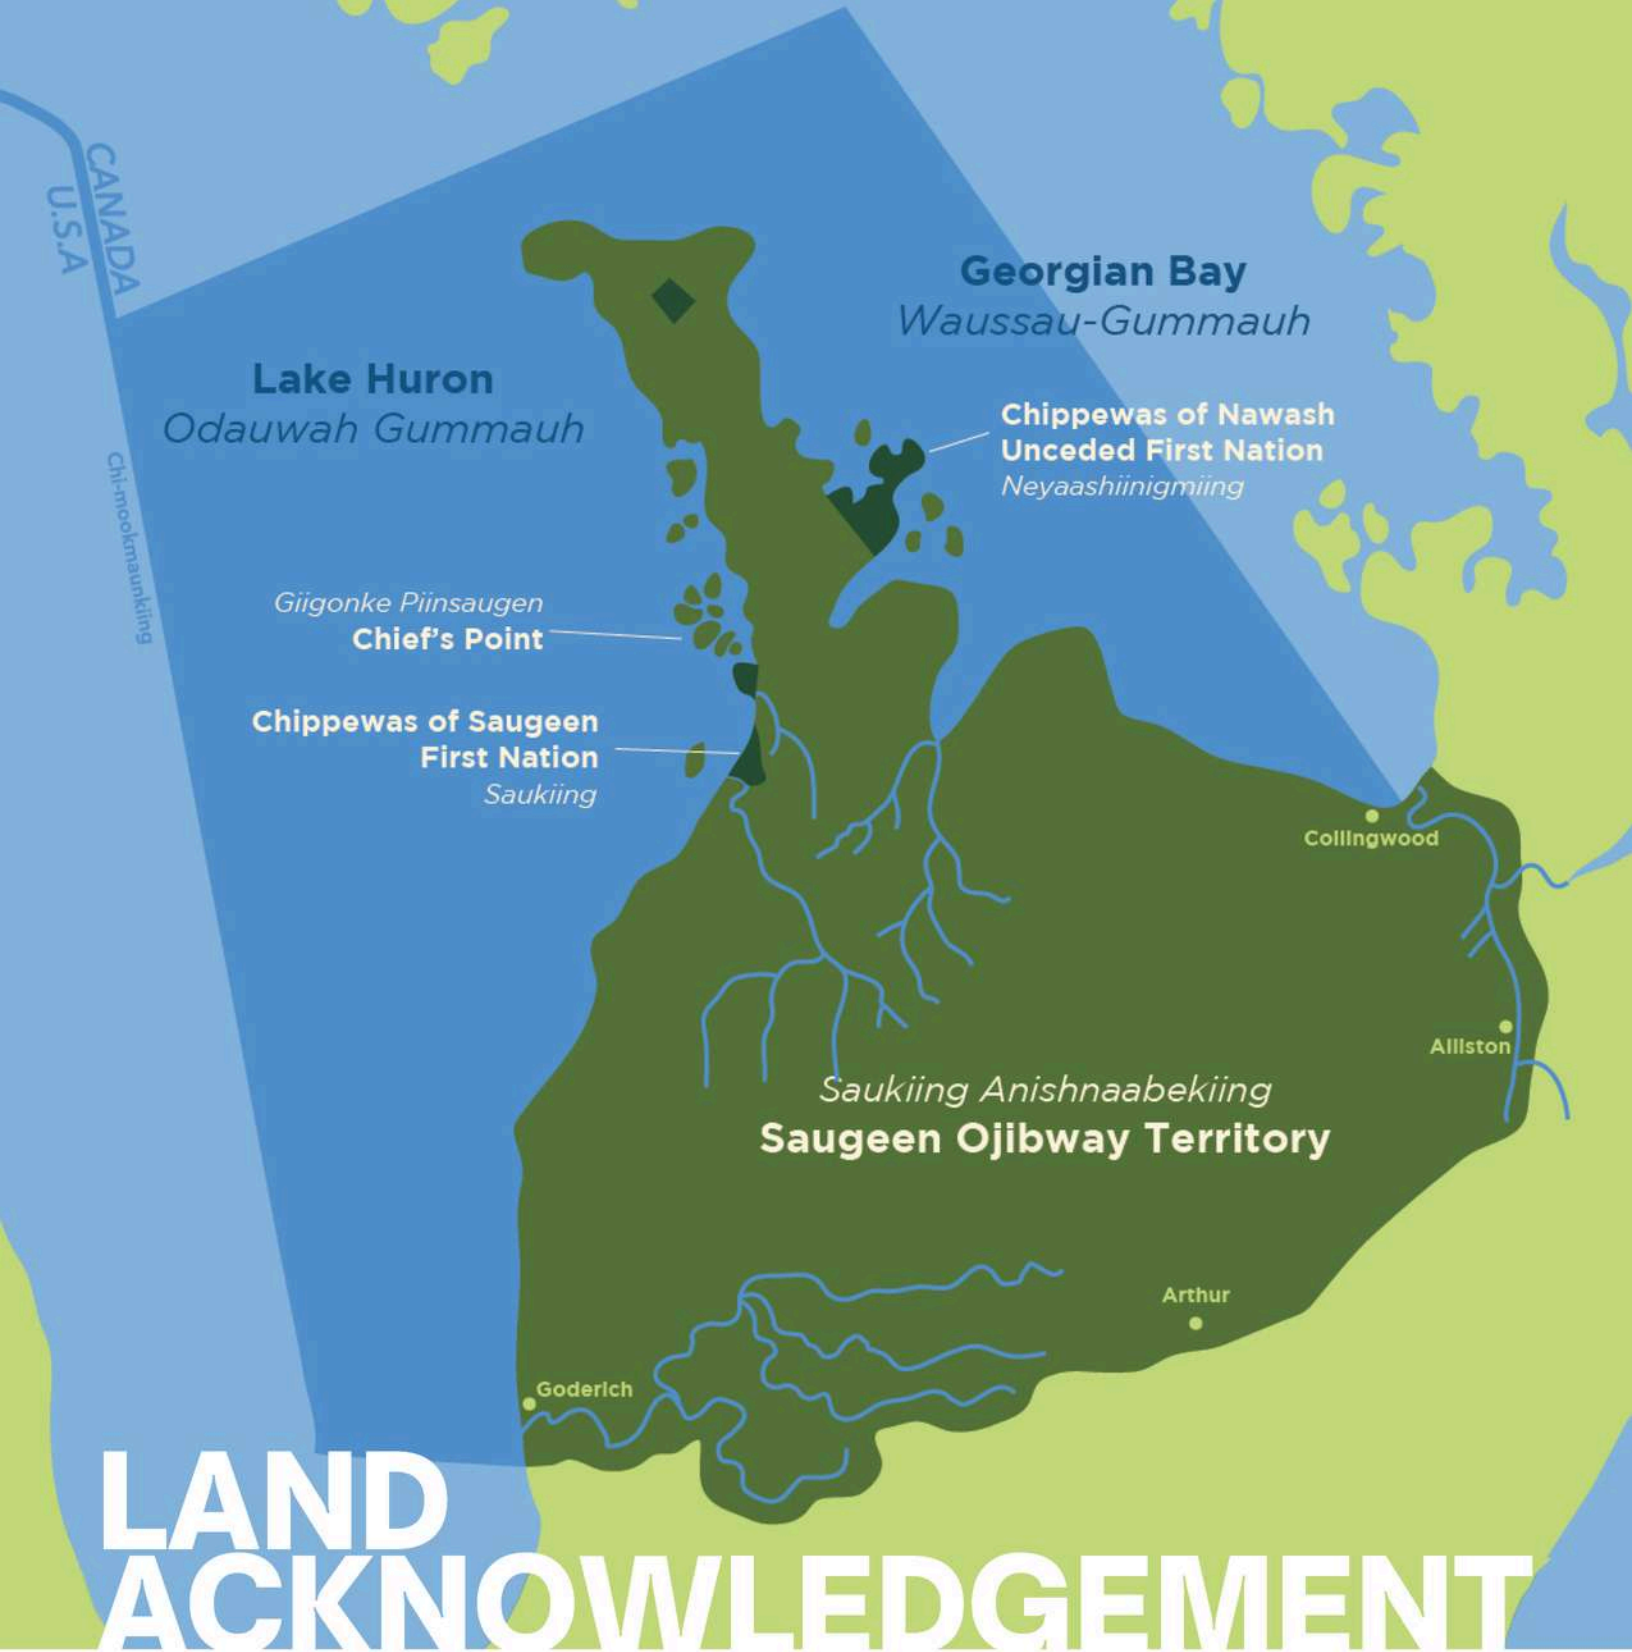 CANADA
U.S.A
Georgian Bay
Waussau-Gummauh
Lake Huron
Odauwah Gummauh
Chippewas of Nawash
Unceded First Nation
Neyaashiinigmiing
Chi-mookmaunkiing
Giigonke Piinsaugen
Chief's Point
Chippewas of Saugeen
First Nation
Saukiing
Collingwood
Alliston
Saukiing Anishnaabekiing
Saugeen Ojibway Territory
Arthur
Goderich
LAND
ACKNOWLEDGEMENT